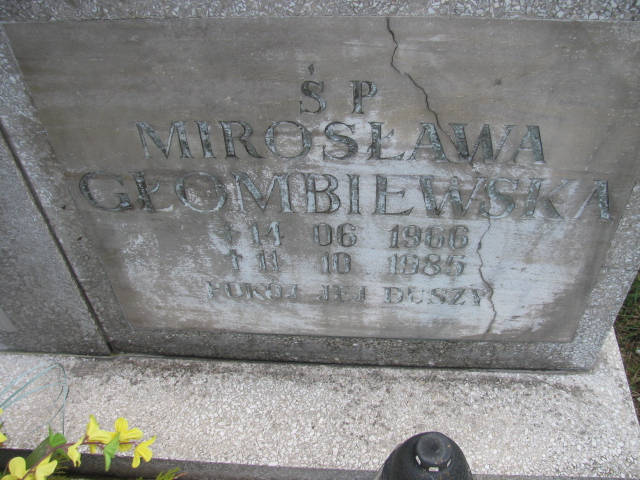 Ś P
MIROSŁAWA
GŁOMBIEWSKA
14 06 1966
† 11 10 1985
POKÓJ JEJ DUSZY